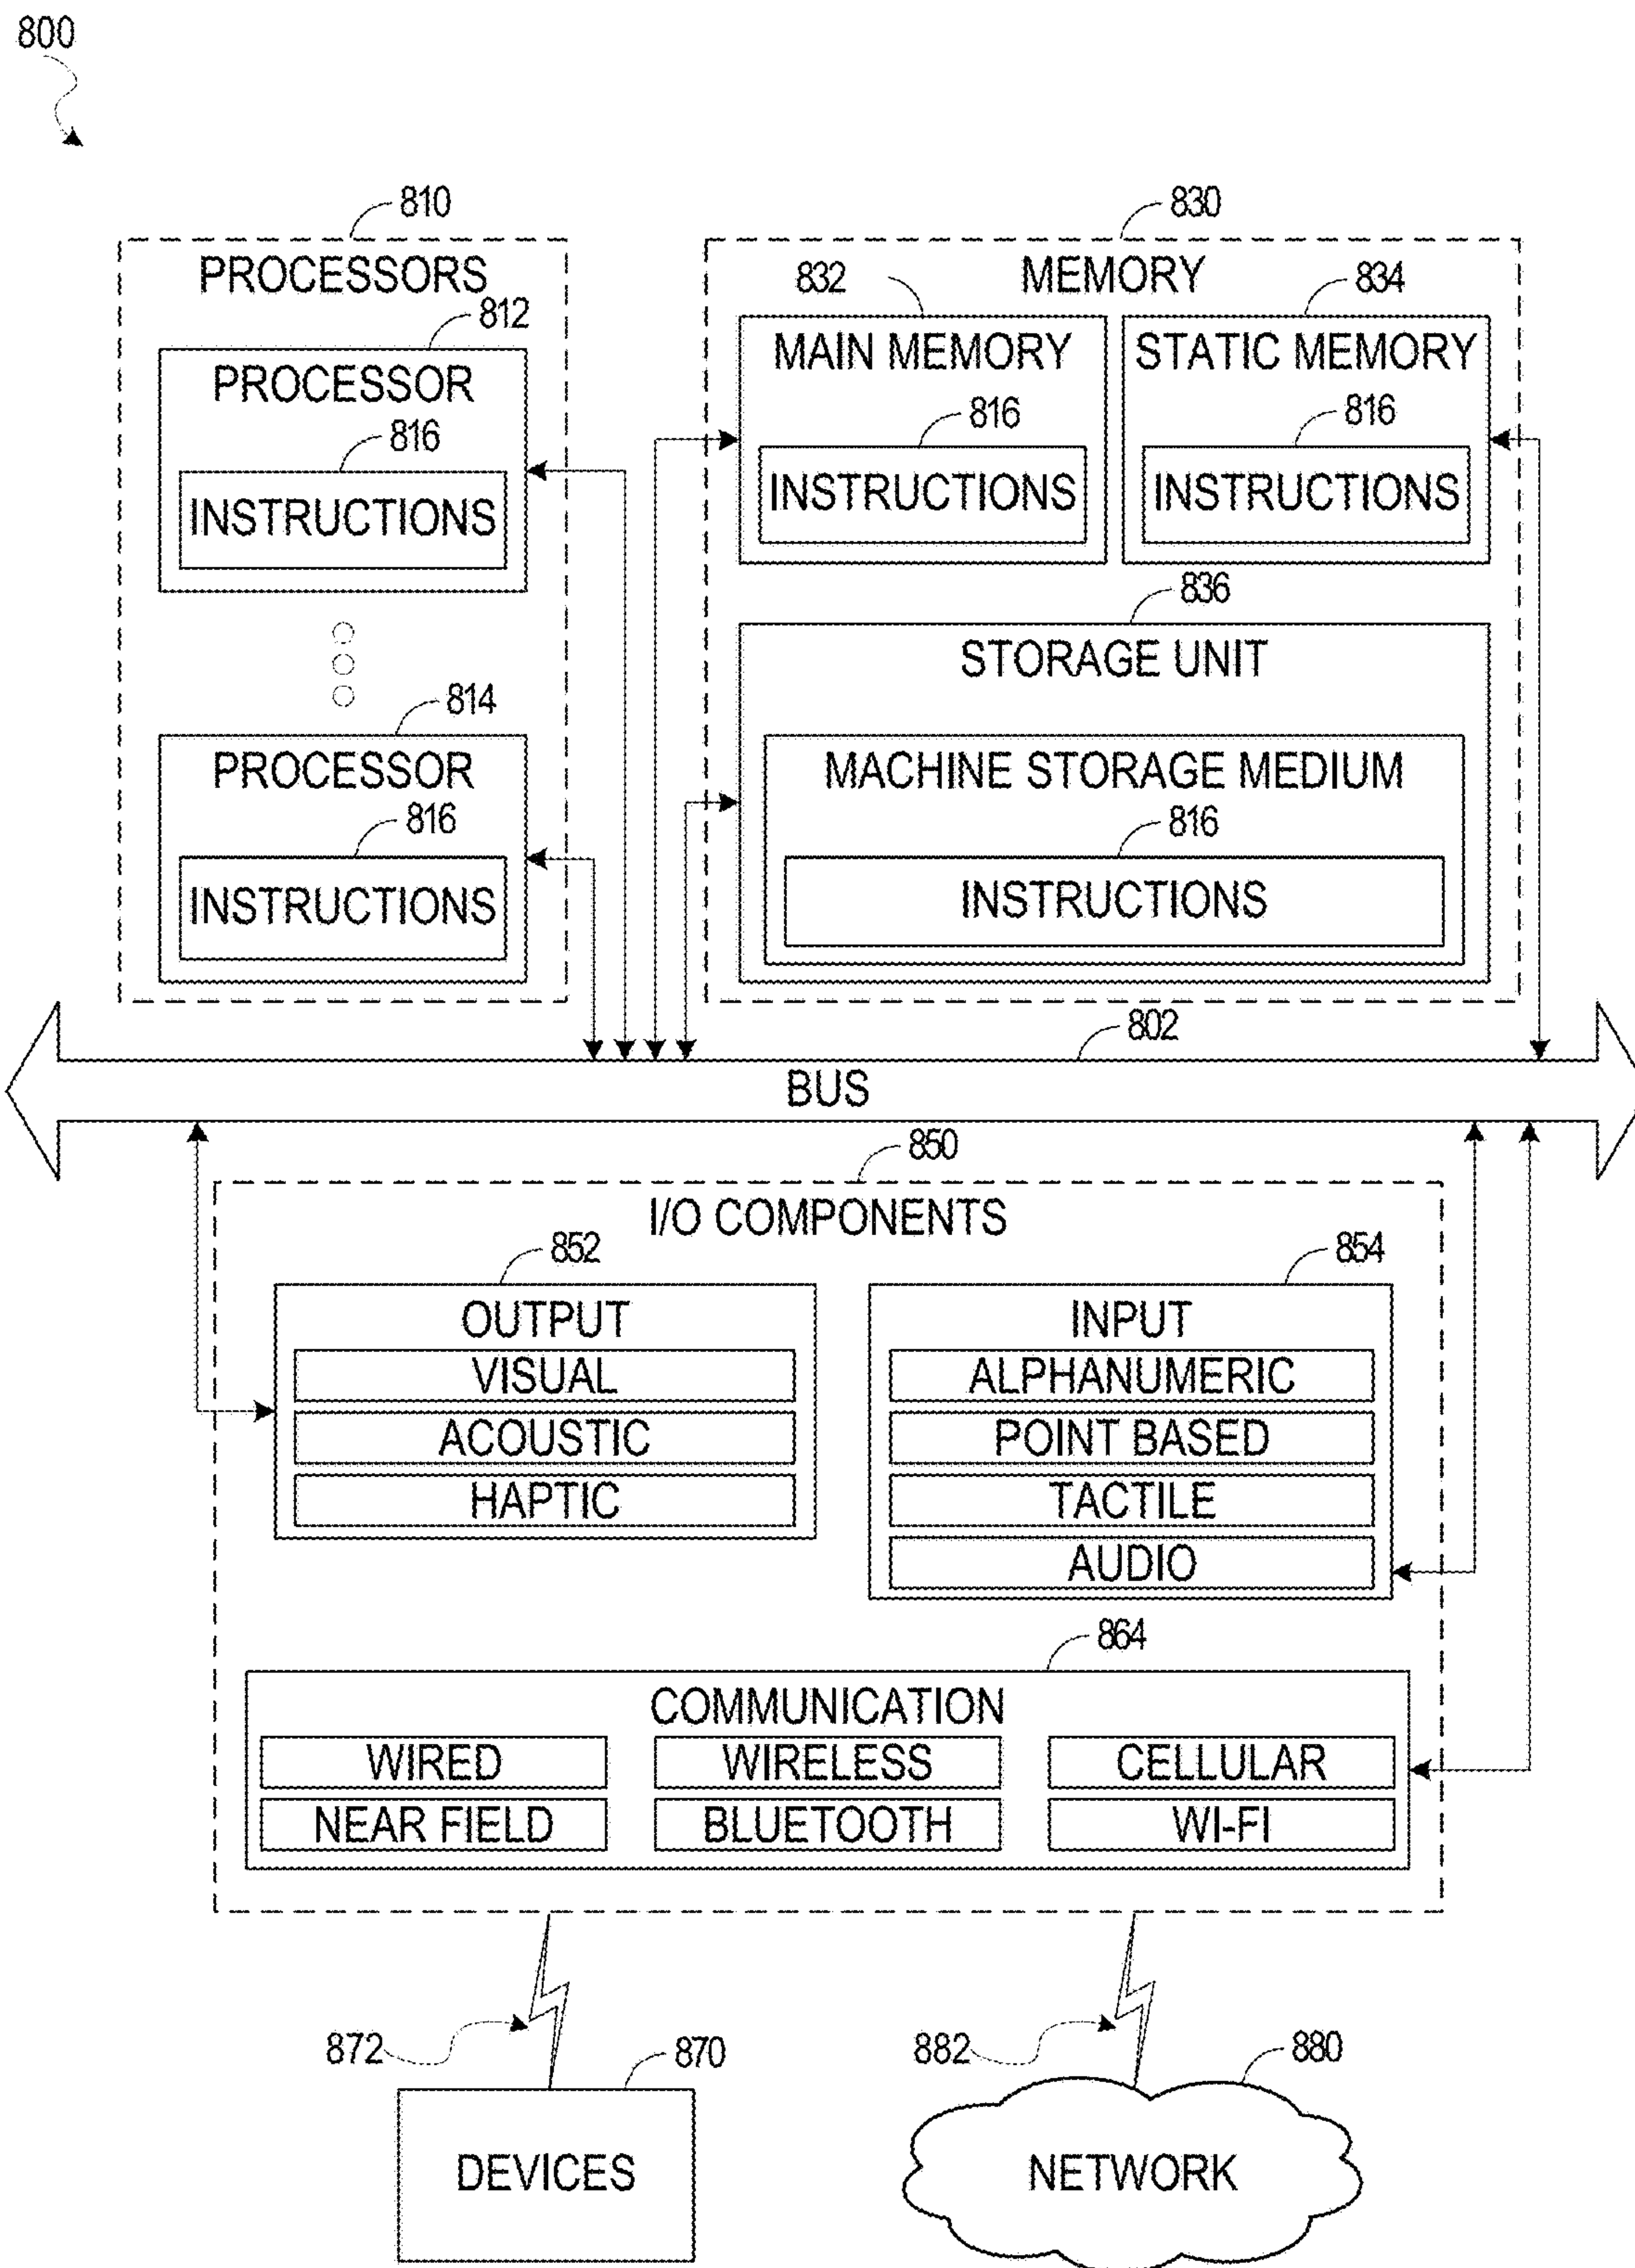 800
810
PROCESSORS
812
PROCESSOR
816
INSTRUCTIONS
814
PROCESSOR
816
INSTRUCTIONS
830
MEMORY
832
MAIN MEMORY
816
INSTRUCTIONS
834
STATIC MEMORY
816
INSTRUCTIONS
836
STORAGE UNIT
MACHINE STORAGE MEDIUM
816
INSTRUCTIONS
802
BUS
850
I/O COMPONENTS
852
OUTPUT
VISUAL
ACOUSTIC
HAPTIC
854
INPUT
ALPHANUMERIC
POINT BASED
TACTILE
AUDIO
864
COMMUNICATION
WIRED
WIRELESS
CELLULAR
NEAR FIELD
BLUETOOTH
WI-FI
872
870
DEVICES
882
880
NETWORK